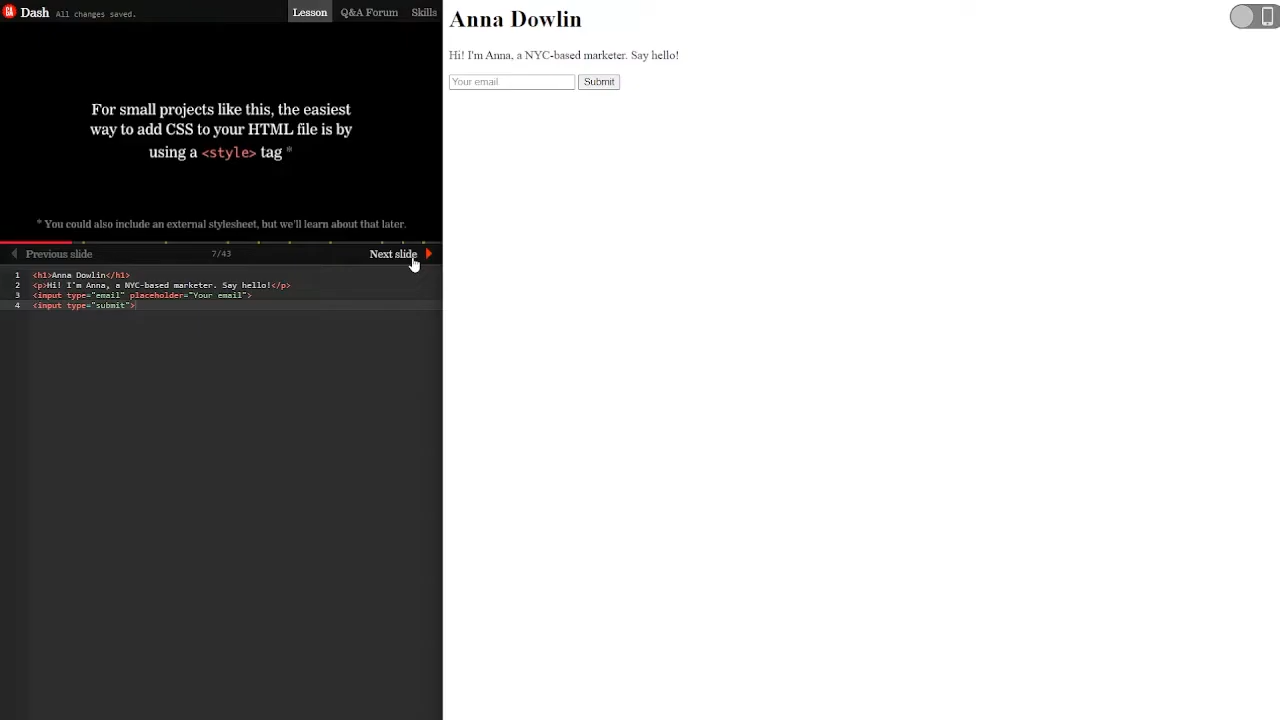 GA Dash All changes saved. Lesson Q&A Forum Skills
For small projects like this, the easiest
way to add CSS to your HTML file is by
using a <style> tag *
* You could also include an external stylesheet, but we'll learn about that later.
Previous slide 7/43 Next slide
1 <h1>Anna Dowlin</h1>
2 <p>Hi! I'm Anna, a NYC-based marketer. Say hello!</p>
3 <input type="email" placeholder="Your email">
4 <input type="submit">
Anna Dowlin
Hi! I'm Anna, a NYC-based marketer. Say hello!
Your email Submit